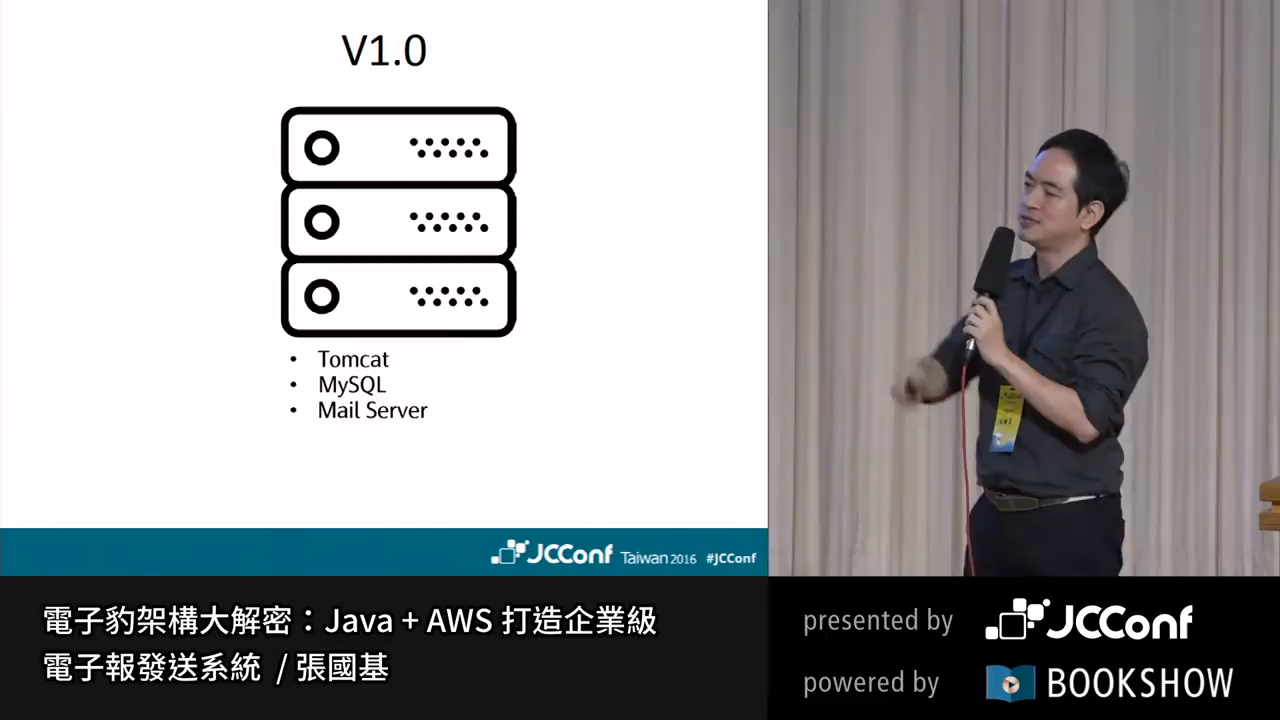 V1.0
• Tomcat
• MySQL
• Mail Server
JCConf Taiwan 2016 #JCConf
電子豹架構大解密：Java + AWS 打造企業級
電子報發送系統 / 張國基
presented by JCConf
powered by BOOKSHOW